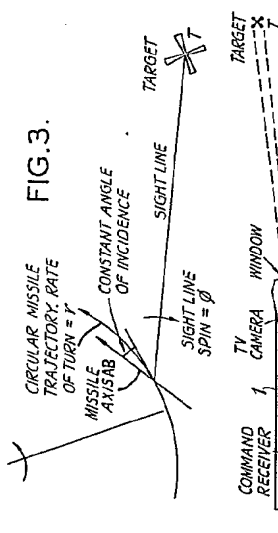 FIG.3.
CIRCULAR MISSILE
TRAJECTORY. RATE
OF TURN = r
MISSILE
AXIS AB
CONSTANT ANGLE
OF INCIDENCE
SIGHT LINE
TARGET
T
SIGHT LINE
SPIN = ø
COMMAND
RECEIVER
TV
CAMERA
WINDOW
TARGET
T